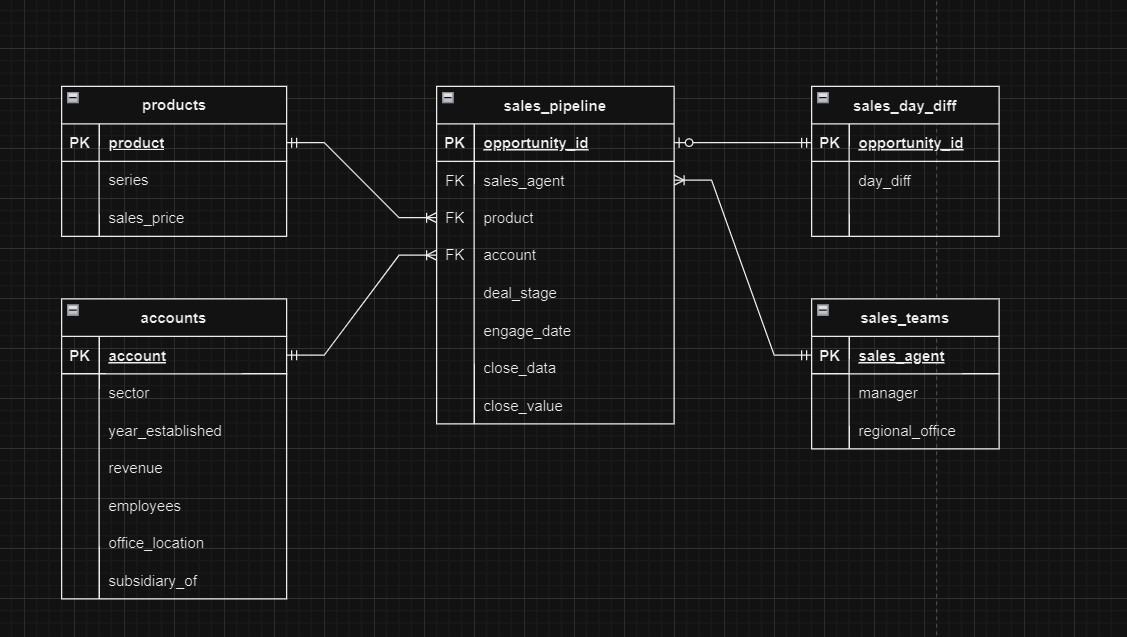 products
PK product
series
sales_price
accounts
PK account
sector
year_established
revenue
employees
office_location
subsidiary_of
sales_pipeline
PK opportunity_id
FK sales_agent
FK product
FK account
deal_stage
engage_date
close_data
close_value
sales_day_diff
PK opportunity_id
day_diff
sales_teams
PK sales_agent
manager
regional_office